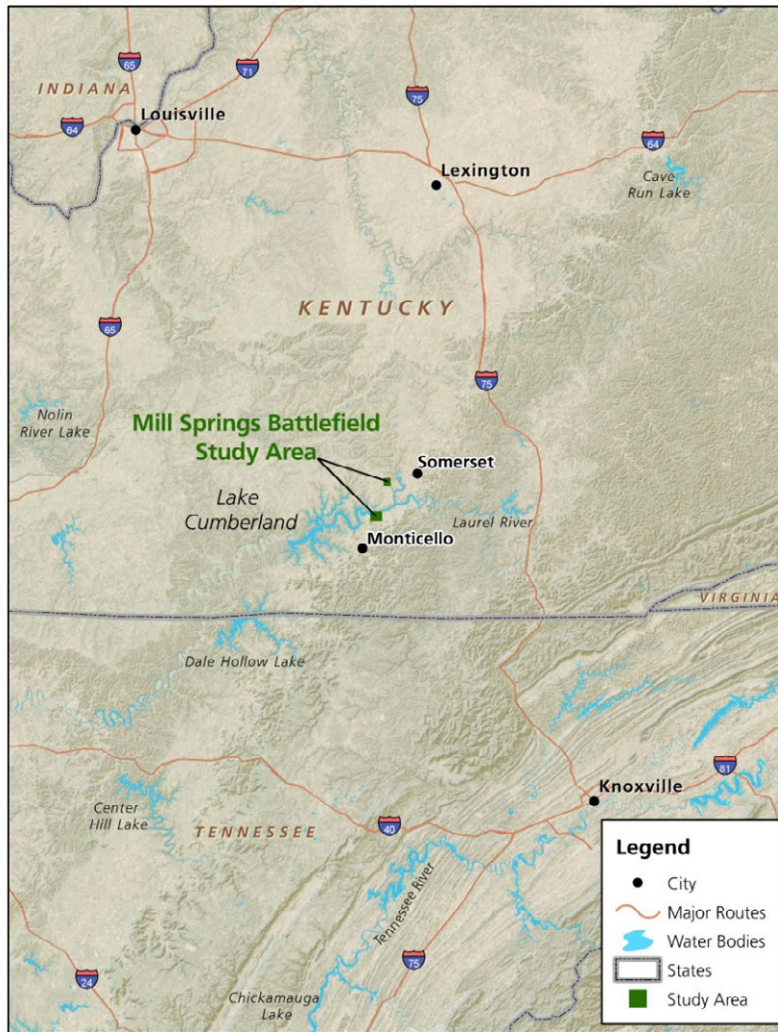 65
71
75
INDIANA
Louisville
64
64
Lexington
Cave
Run Lake
KENTUCKY
65
75
Nolin
River Lake
Mill Springs Battlefield
Study Area
Somerset
Lake
Cumberland
Laurel River
Monticello
VIRGINIA
Dale Hollow Lake
81
Knoxville
Center
Hill Lake
TENNESSEE
40
Tennessee River
75
24
Chickamauga
Lake
Legend
City
Major Routes
Water Bodies
States
Study Area